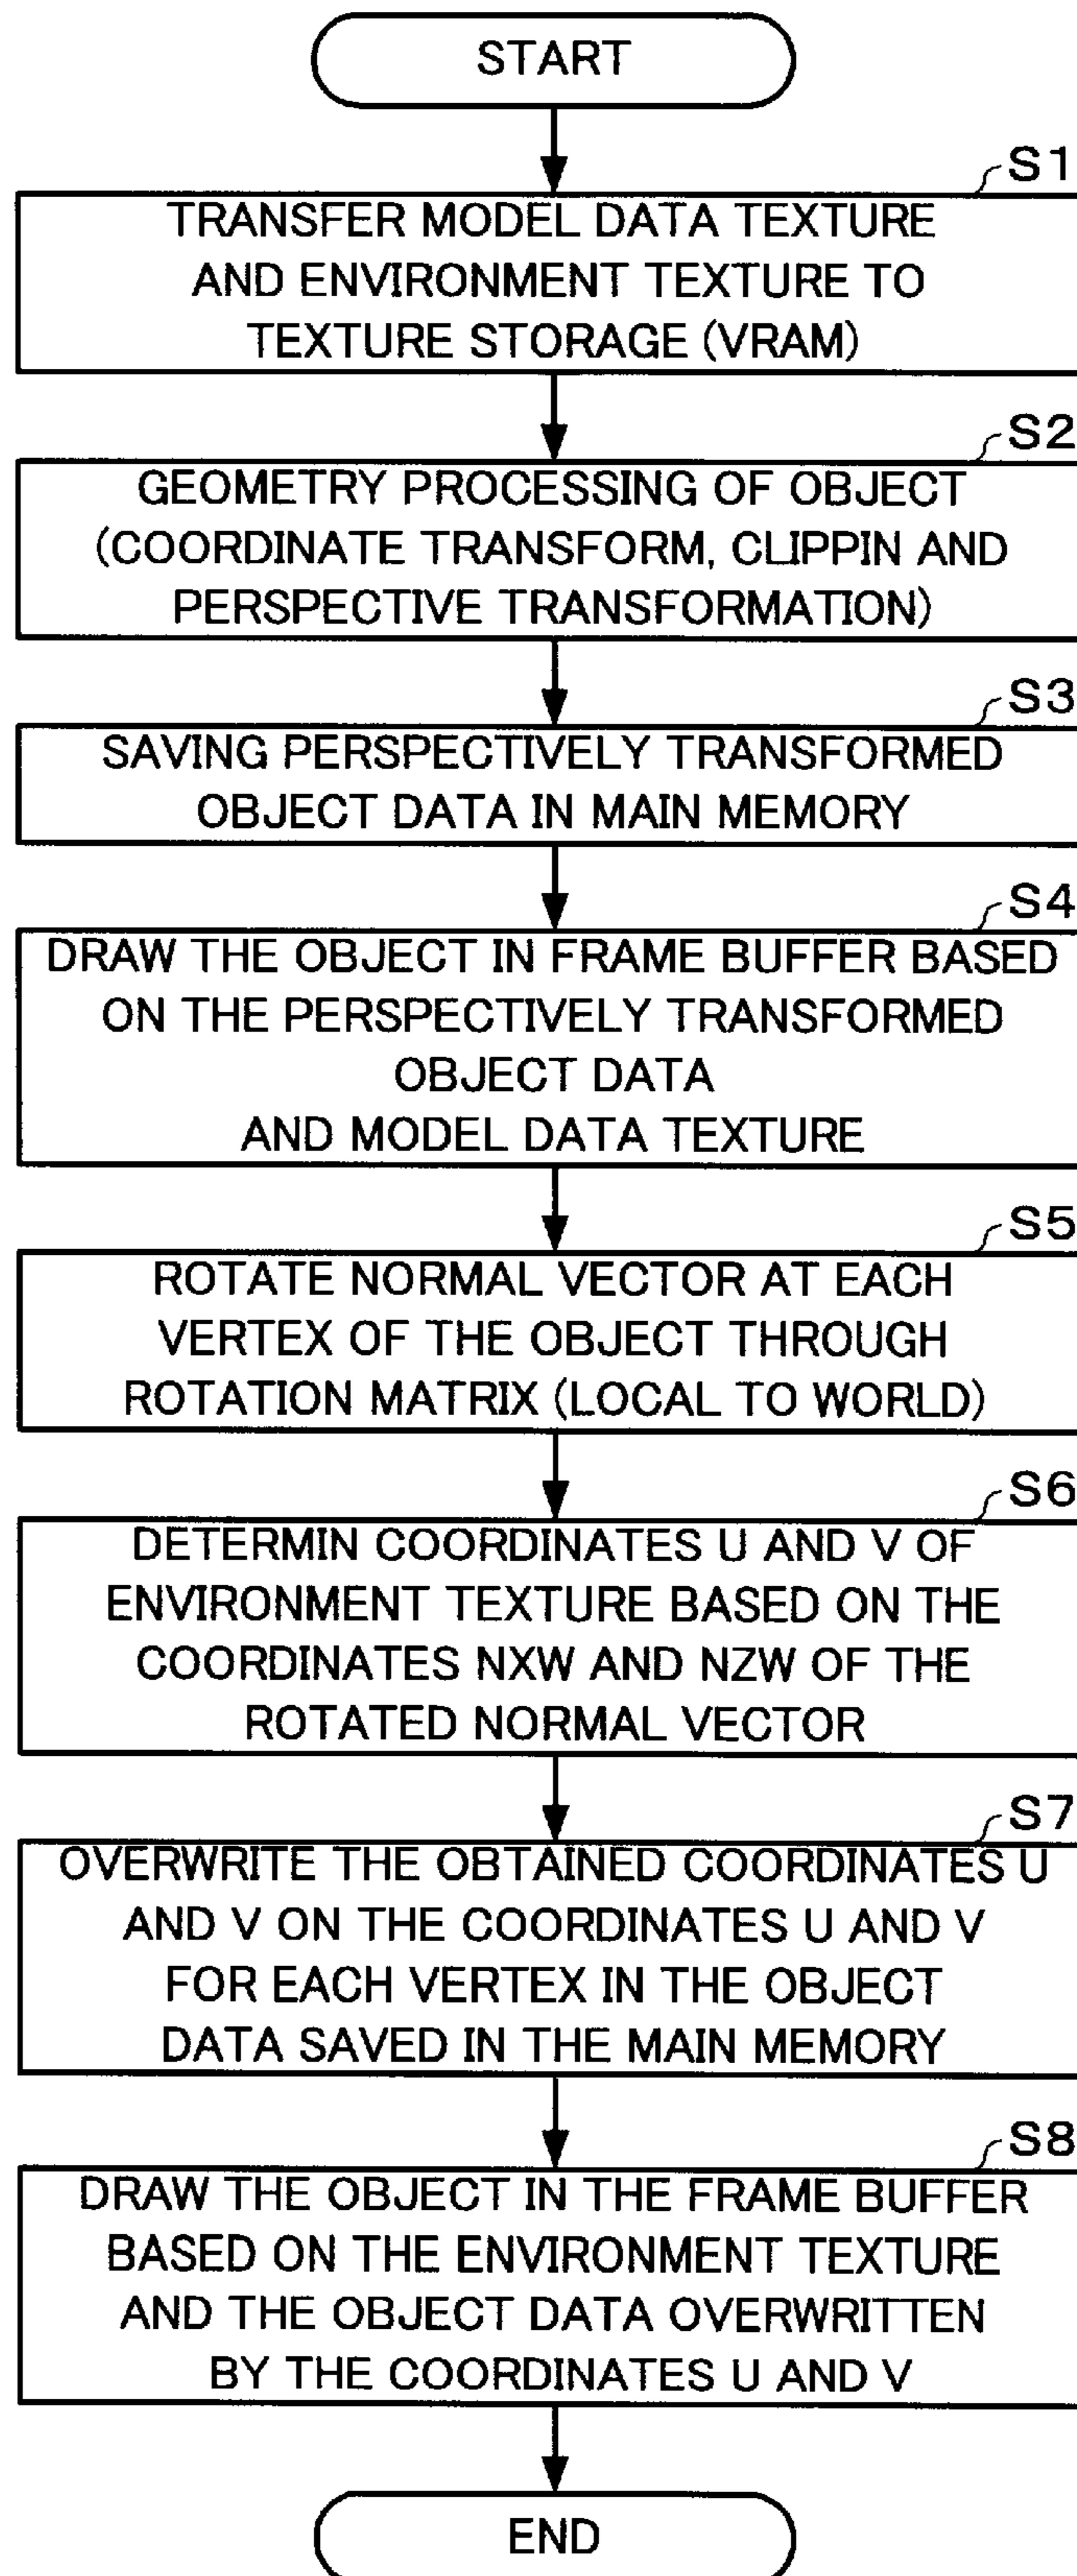 START
S1
TRANSFER MODEL DATA TEXTURE
AND ENVIRONMENT TEXTURE TO
TEXTURE STORAGE (VRAM)
S2
GEOMETRY PROCESSING OF OBJECT
(COORDINATE TRANSFORM, CLIPPIN AND
PERSPECTIVE TRANSFORMATION)
S3
SAVING PERSPECTIVELY TRANSFORMED
OBJECT DATA IN MAIN MEMORY
S4
DRAW THE OBJECT IN FRAME BUFFER BASED
ON THE PERSPECTIVELY TRANSFORMED
OBJECT DATA
AND MODEL DATA TEXTURE
S5
ROTATE NORMAL VECTOR AT EACH
VERTEX OF THE OBJECT THROUGH
ROTATION MATRIX (LOCAL TO WORLD)
S6
DETERMIN COORDINATES U AND V OF
ENVIRONMENT TEXTURE BASED ON THE
COORDINATES NXW AND NZW OF THE
ROTATED NORMAL VECTOR
S7
OVERWRITE THE OBTAINED COORDINATES U
AND V ON THE COORDINATES U AND V
FOR EACH VERTEX IN THE OBJECT
DATA SAVED IN THE MAIN MEMORY
S8
DRAW THE OBJECT IN THE FRAME BUFFER
BASED ON THE ENVIRONMENT TEXTURE
AND THE OBJECT DATA OVERWRITTEN
BY THE COORDINATES U AND V
END